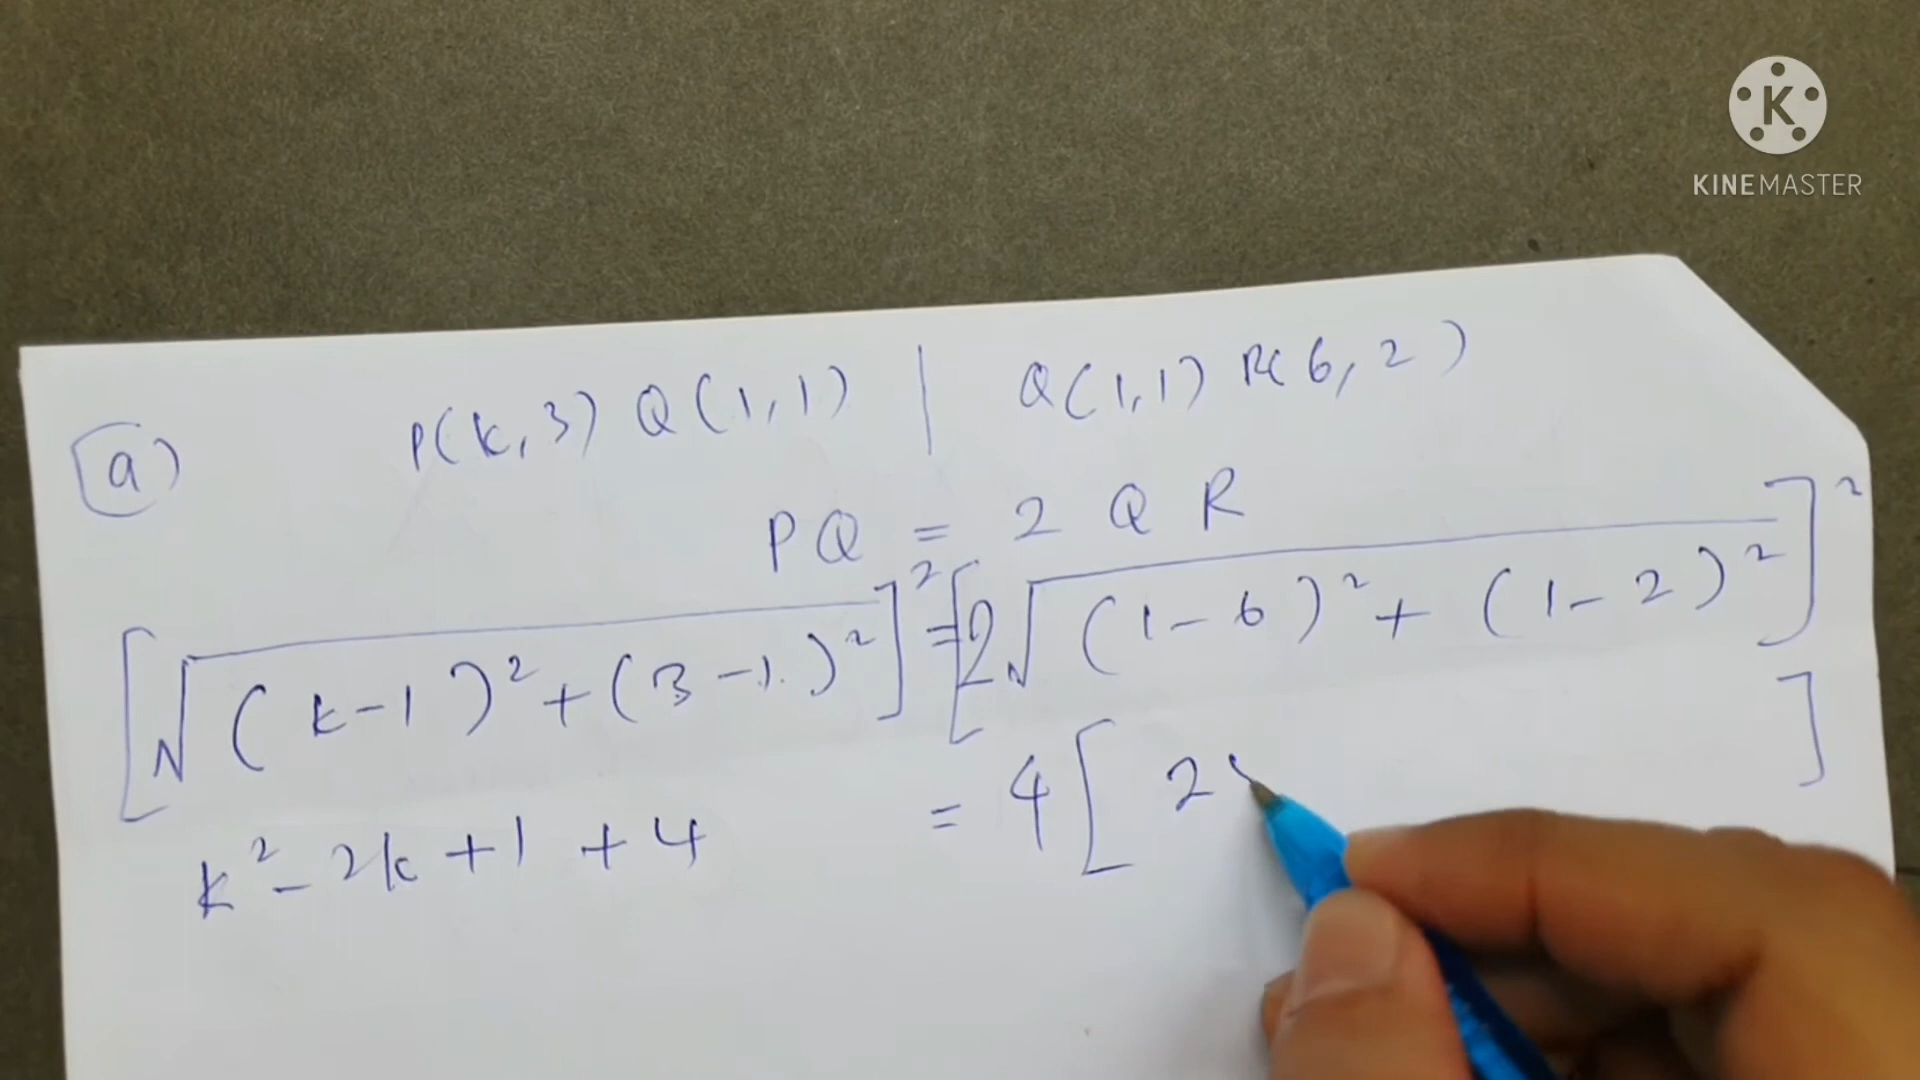 K
KINEMASTER
a) P(k,3) Q(1,1) | Q(1,1) R(6,2)
PQ = 2 QR
[√(k-1)²+(3-1)²]² = [2√(1-6)²+(1-2)²]²
k²-2k+1+4 = 4[2 ]